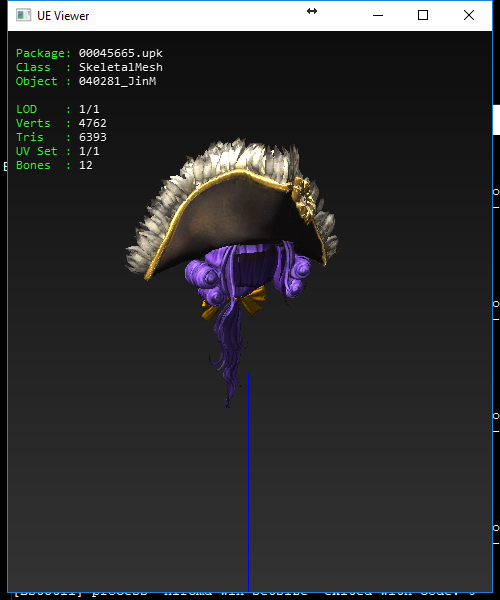 UE Viewer
Package: 00045665.upk
Class : SkeletalMesh
Object : 040281_JinM
LOD : 1/1
Verts : 4762
Tris : 6393
UV Set : 1/1
Bones : 12